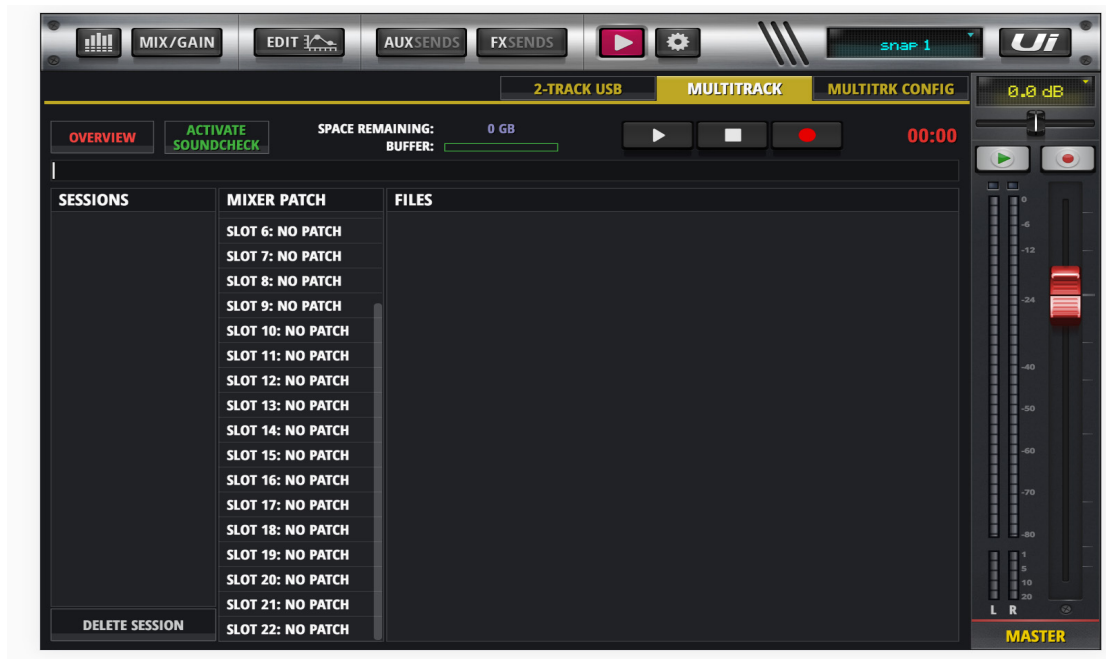 MIX/GAIN EDIT AUXSENDS FXSENDS snap 1 Ui
2-TRACK USB MULTITRACK MULTITRK CONFIG 0.0 dB
OVERVIEW ACTIVATE SOUNDCHECK SPACE REMAINING: 0 GB 00:00
BUFFER:
SESSIONS MIXER PATCH FILES
SLOT 6: NO PATCH
SLOT 7: NO PATCH
SLOT 8: NO PATCH
SLOT 9: NO PATCH
SLOT 10: NO PATCH
SLOT 11: NO PATCH
SLOT 12: NO PATCH
SLOT 13: NO PATCH
SLOT 14: NO PATCH
SLOT 15: NO PATCH
SLOT 16: NO PATCH
SLOT 17: NO PATCH
SLOT 18: NO PATCH
SLOT 19: NO PATCH
SLOT 20: NO PATCH
SLOT 21: NO PATCH
SLOT 22: NO PATCH
DELETE SESSION
0
-6
-12
-24
-40
-50
-60
-70
-80
1
5
10
20
L R
MASTER